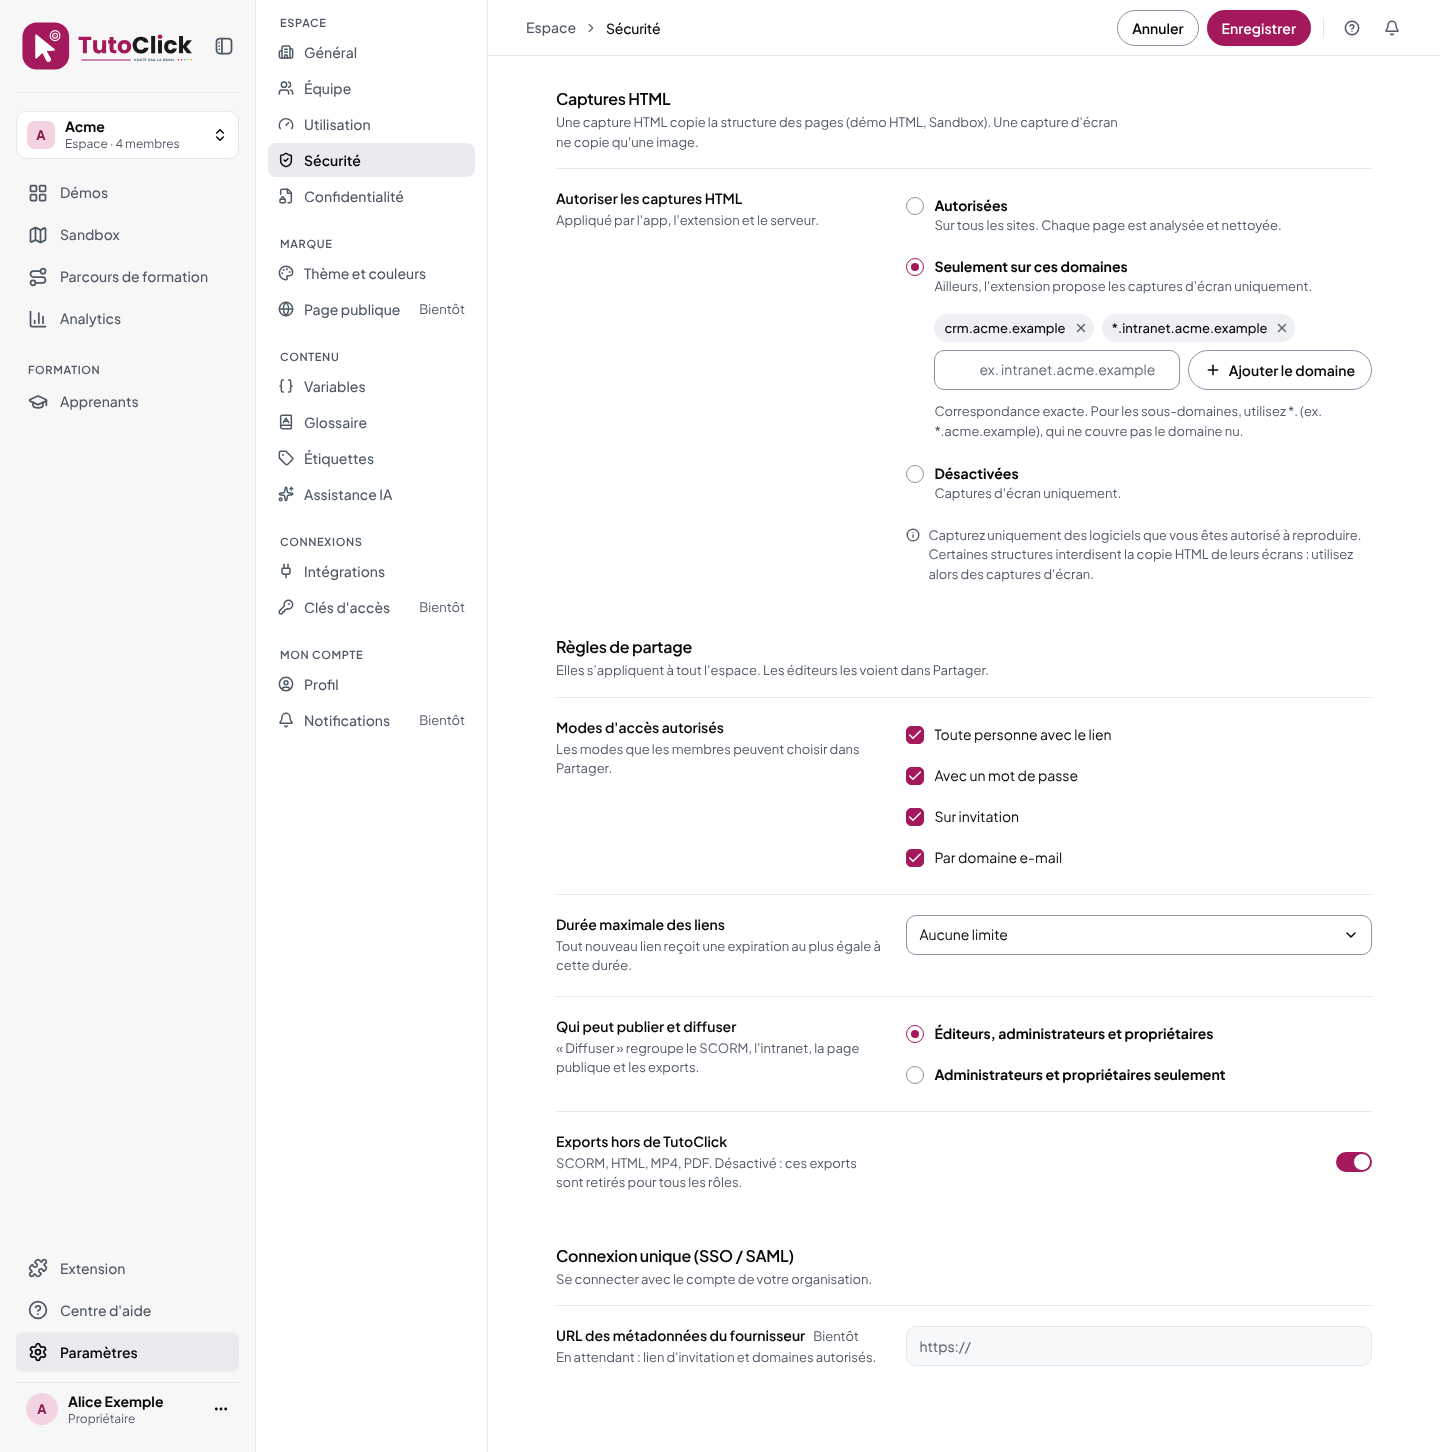 TutoClick
Acme
Espace · 4 membres
A
Démos
Sandbox
Parcours de formation
Analytics
FORMATION
Apprenants
Extension
Centre d'aide
Paramètres
A
Alice Exemple
Propriétaire
ESPACE
Général
Équipe
Utilisation
Sécurité
Confidentialité
MARQUE
Thème et couleurs
Page publique Bientôt
CONTENU
Variables
Glossaire
Étiquettes
Assistance IA
CONNEXIONS
Intégrations
Clés d'accès Bientôt
MON COMPTE
Profil
Notifications Bientôt
Espace > Sécurité
Annuler
Enregistrer
Captures HTML
Une capture HTML copie la structure des pages (démo HTML, Sandbox). Une capture d'écran
ne copie qu'une image.
Autoriser les captures HTML
Appliqué par l'app, l'extension et le serveur.
Autorisées
Sur tous les sites. Chaque page est analysée et nettoyée.
Seulement sur ces domaines
Ailleurs, l'extension propose les captures d'écran uniquement.
crm.acme.example
*.intranet.acme.example
ex. intranet.acme.example
Ajouter le domaine
Correspondance exacte. Pour les sous-domaines, utilisez *. (ex.
*.acme.example), qui ne couvre pas le domaine nu.
Désactivées
Captures d'écran uniquement.
Capturez uniquement des logiciels que vous êtes autorisé à reproduire.
Certaines structures interdisent la copie HTML de leurs écrans : utilisez
alors des captures d'écran.
Règles de partage
Elles s'appliquent à tout l'espace. Les éditeurs les voient dans Partager.
Modes d'accès autorisés
Les modes que les membres peuvent choisir dans
Partager.
Toute personne avec le lien
Avec un mot de passe
Sur invitation
Par domaine e-mail
Durée maximale des liens
Tout nouveau lien reçoit une expiration au plus égale à
cette durée.
Aucune limite
Qui peut publier et diffuser
« Diffuser » regroupe le SCORM, l'intranet, la page
publique et les exports.
Éditeurs, administrateurs et propriétaires
Administrateurs et propriétaires seulement
Exports hors de TutoClick
SCORM, HTML, MP4, PDF. Désactivé : ces exports
sont retirés pour tous les rôles.
Connexion unique (SSO / SAML)
Se connecter avec le compte de votre organisation.
URL des métadonnées du fournisseur Bientôt
En attendant : lien d'invitation et domaines autorisés.
https://